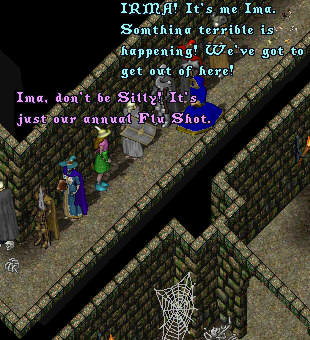 IRMA! It's me Ima.
Somthina terrible is
happening! We've got to
get out of here!
Ima, don't be Silly! It's
just our annual Flu Shot.